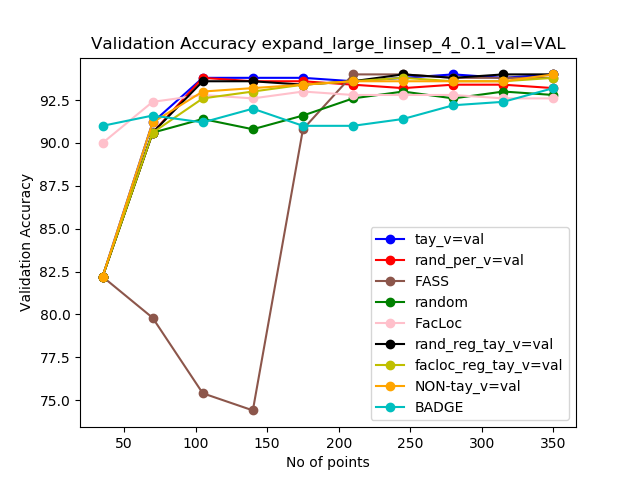 Validation Accuracy expand_large_linsep_4_0.1_val=VAL
92.5
90.0
87.5
85.0
82.5
80.0
77.5
75.0
Validation Accuracy
tay_v=val
rand_per_v=val
FASS
random
FacLoc
rand_reg_tay_v=val
facloc_reg_tay_v=val
NON-tay_v=val
BADGE
50 100 150 200 250 300 350
No of points